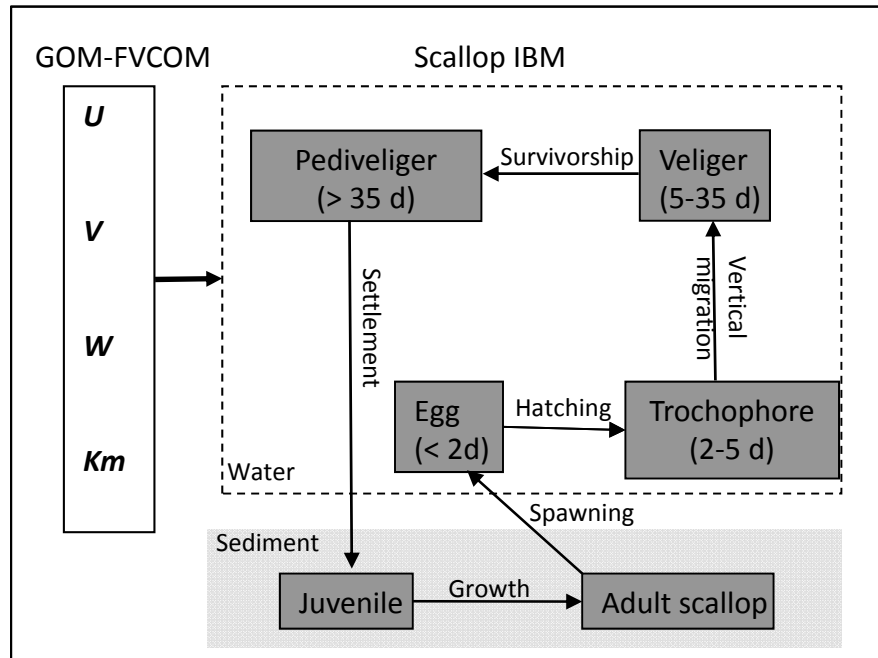 GOM-FVCOM
Scallop IBM
U
V
W
Km
Pediveliger
(> 35 d)
Survivorship
Veliger
(5-35 d)
Settlement
Vertical
migration
Egg
(< 2d)
Hatching
Trochophore
(2-5 d)
Water
Spawning
Sediment
Juvenile
Growth
Adult scallop